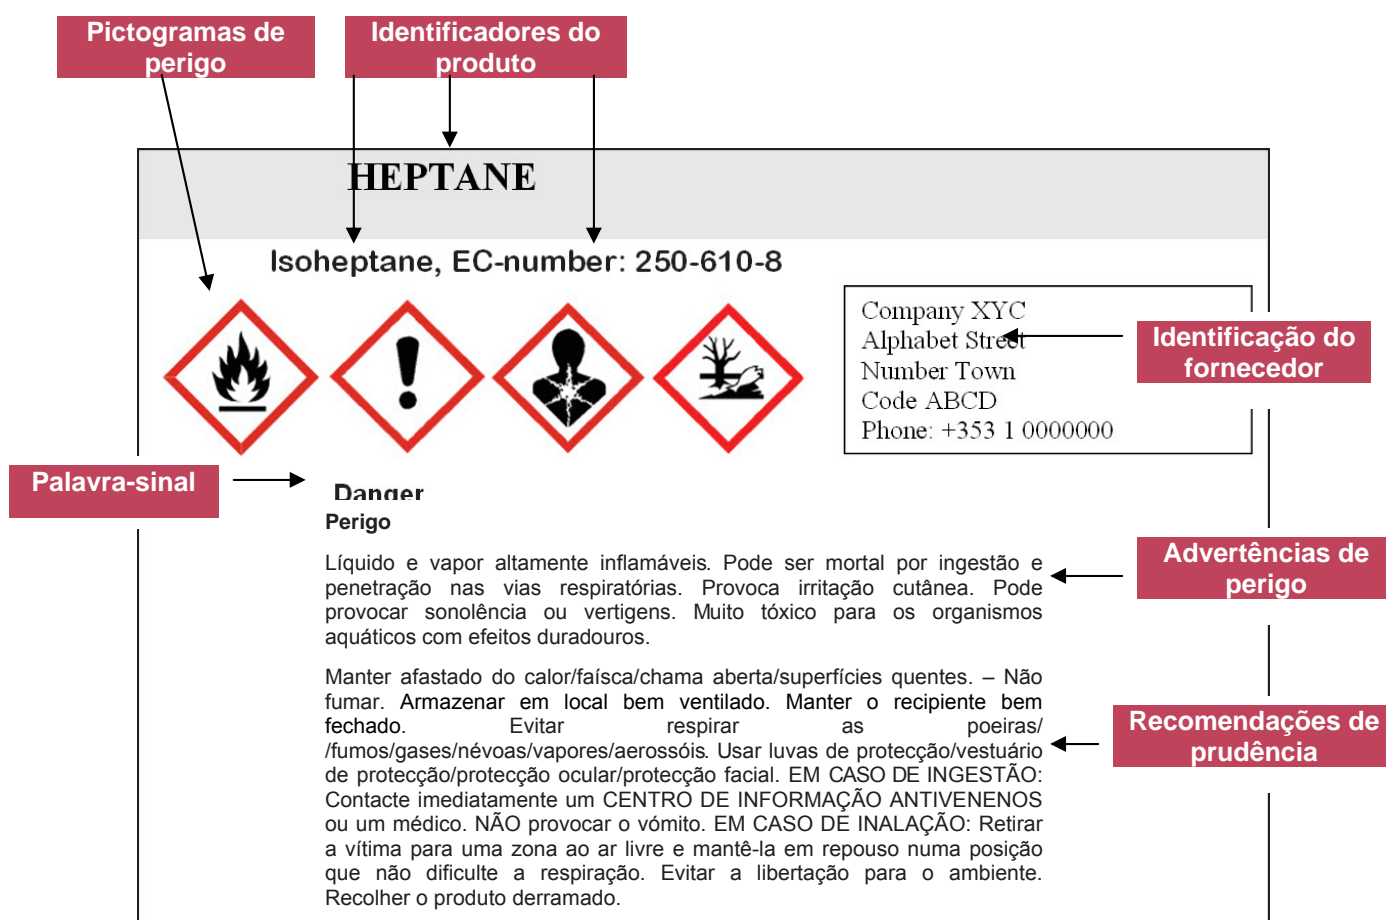 Pictogramas de
perigo
Identificadores do
produto
HEPTANE
Isoheptane, EC-number: 250-610-8
Company XYC
Alphabet Street
Number Town
Code ABCD
Phone: +353 1 0000000
Identificação do
fornecedor
Palavra-sinal
Danger
Perigo
Líquido e vapor altamente inflamáveis. Pode ser mortal por ingestão e
penetração nas vias respiratórias. Provoca irritação cutânea. Pode
provocar sonolência ou vertigens. Muito tóxico para os organismos
aquáticos com efeitos duradouros.
Advertências de
perigo
Manter afastado do calor/faísca/chama aberta/superfícies quentes. – Não
fumar. Armazenar em local bem ventilado. Manter o recipiente bem
fechado. Evitar respirar as poeiras/
/fumos/gases/névoas/vapores/aerossóis. Usar luvas de protecção/vestuário
de protecção/protecção ocular/protecção facial. EM CASO DE INGESTÃO:
Contacte imediatamente um CENTRO DE INFORMAÇÃO ANTIVENENOS
ou um médico. NÃO provocar o vómito. EM CASO DE INALAÇÃO: Retirar
a vítima para uma zona ao ar livre e mantê-la em repouso numa posição
que não dificulte a respiração. Evitar a libertação para o ambiente.
Recolher o produto derramado.
Recomendações de
prudência